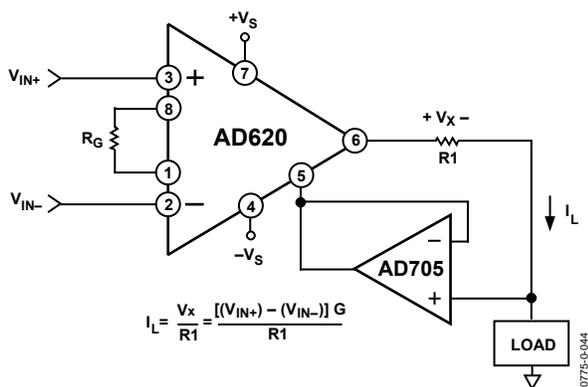 +VS
VIN+
3
+
7
8
+ VX –
RG
AD620
6
R1
1
5
VIN–
2
–
4
IL
–VS
–
AD705
+
IL= VX/R1 = [(VIN+) – (VIN–)] G/R1
LOAD
00775-0-044